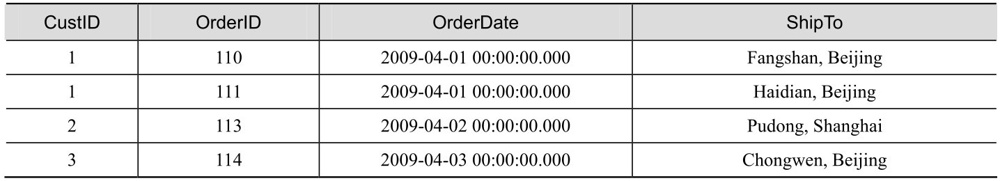 CustID OrderID OrderDate ShipTo
1 110 2009-04-01 00:00:00.000 Fangshan, Beijing
1 111 2009-04-01 00:00:00.000 Haidian, Beijing
2 113 2009-04-02 00:00:00.000 Pudong, Shanghai
3 114 2009-04-03 00:00:00.000 Chongwen, Beijing